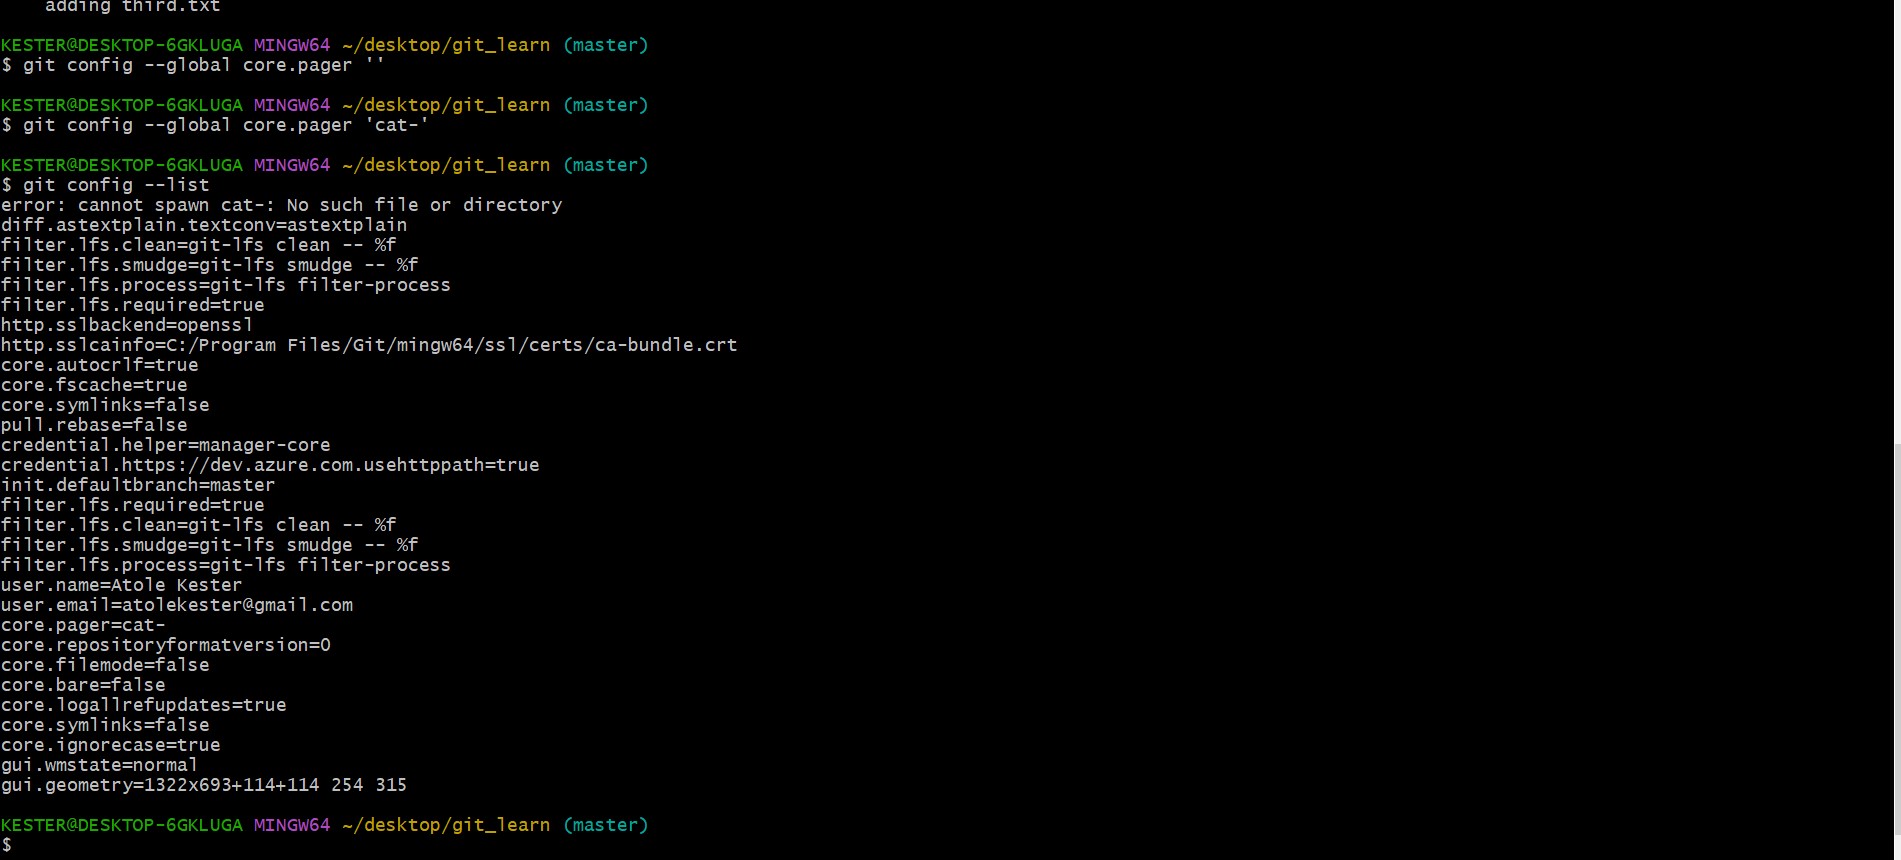 adding third.txt
KESTER@DESKTOP-6GKLUGA MINGW64 ~/desktop/git_learn (master)
$ git config --global core.pager ''
KESTER@DESKTOP-6GKLUGA MINGW64 ~/desktop/git_learn (master)
$ git config --global core.pager 'cat-'
KESTER@DESKTOP-6GKLUGA MINGW64 ~/desktop/git_learn (master)
$ git config --list
error: cannot spawn cat-: No such file or directory
diff.astextplain.textconv=astextplain
filter.lfs.clean=git-lfs clean -- %f
filter.lfs.smudge=git-lfs smudge -- %f
filter.lfs.process=git-lfs filter-process
filter.lfs.required=true
http.sslbackend=openssl
http.sslcainfo=C:/Program Files/Git/mingw64/ssl/certs/ca-bundle.crt
core.autocrlf=true
core.fscache=true
core.symlinks=false
pull.rebase=false
credential.helper=manager-core
credential.https://dev.azure.com.usehttppath=true
init.defaultbranch=master
filter.lfs.required=true
filter.lfs.clean=git-lfs clean -- %f
filter.lfs.smudge=git-lfs smudge -- %f
filter.lfs.process=git-lfs filter-process
user.name=Atole Kester
user.email=atolekester@gmail.com
core.pager=cat-
core.repositoryformatversion=0
core.filemode=false
core.bare=false
core.logallrefupdates=true
core.symlinks=false
core.ignorecase=true
gui.wmstate=normal
gui.geometry=1322x693+114+114 254 315
KESTER@DESKTOP-6GKLUGA MINGW64 ~/desktop/git_learn (master)
$